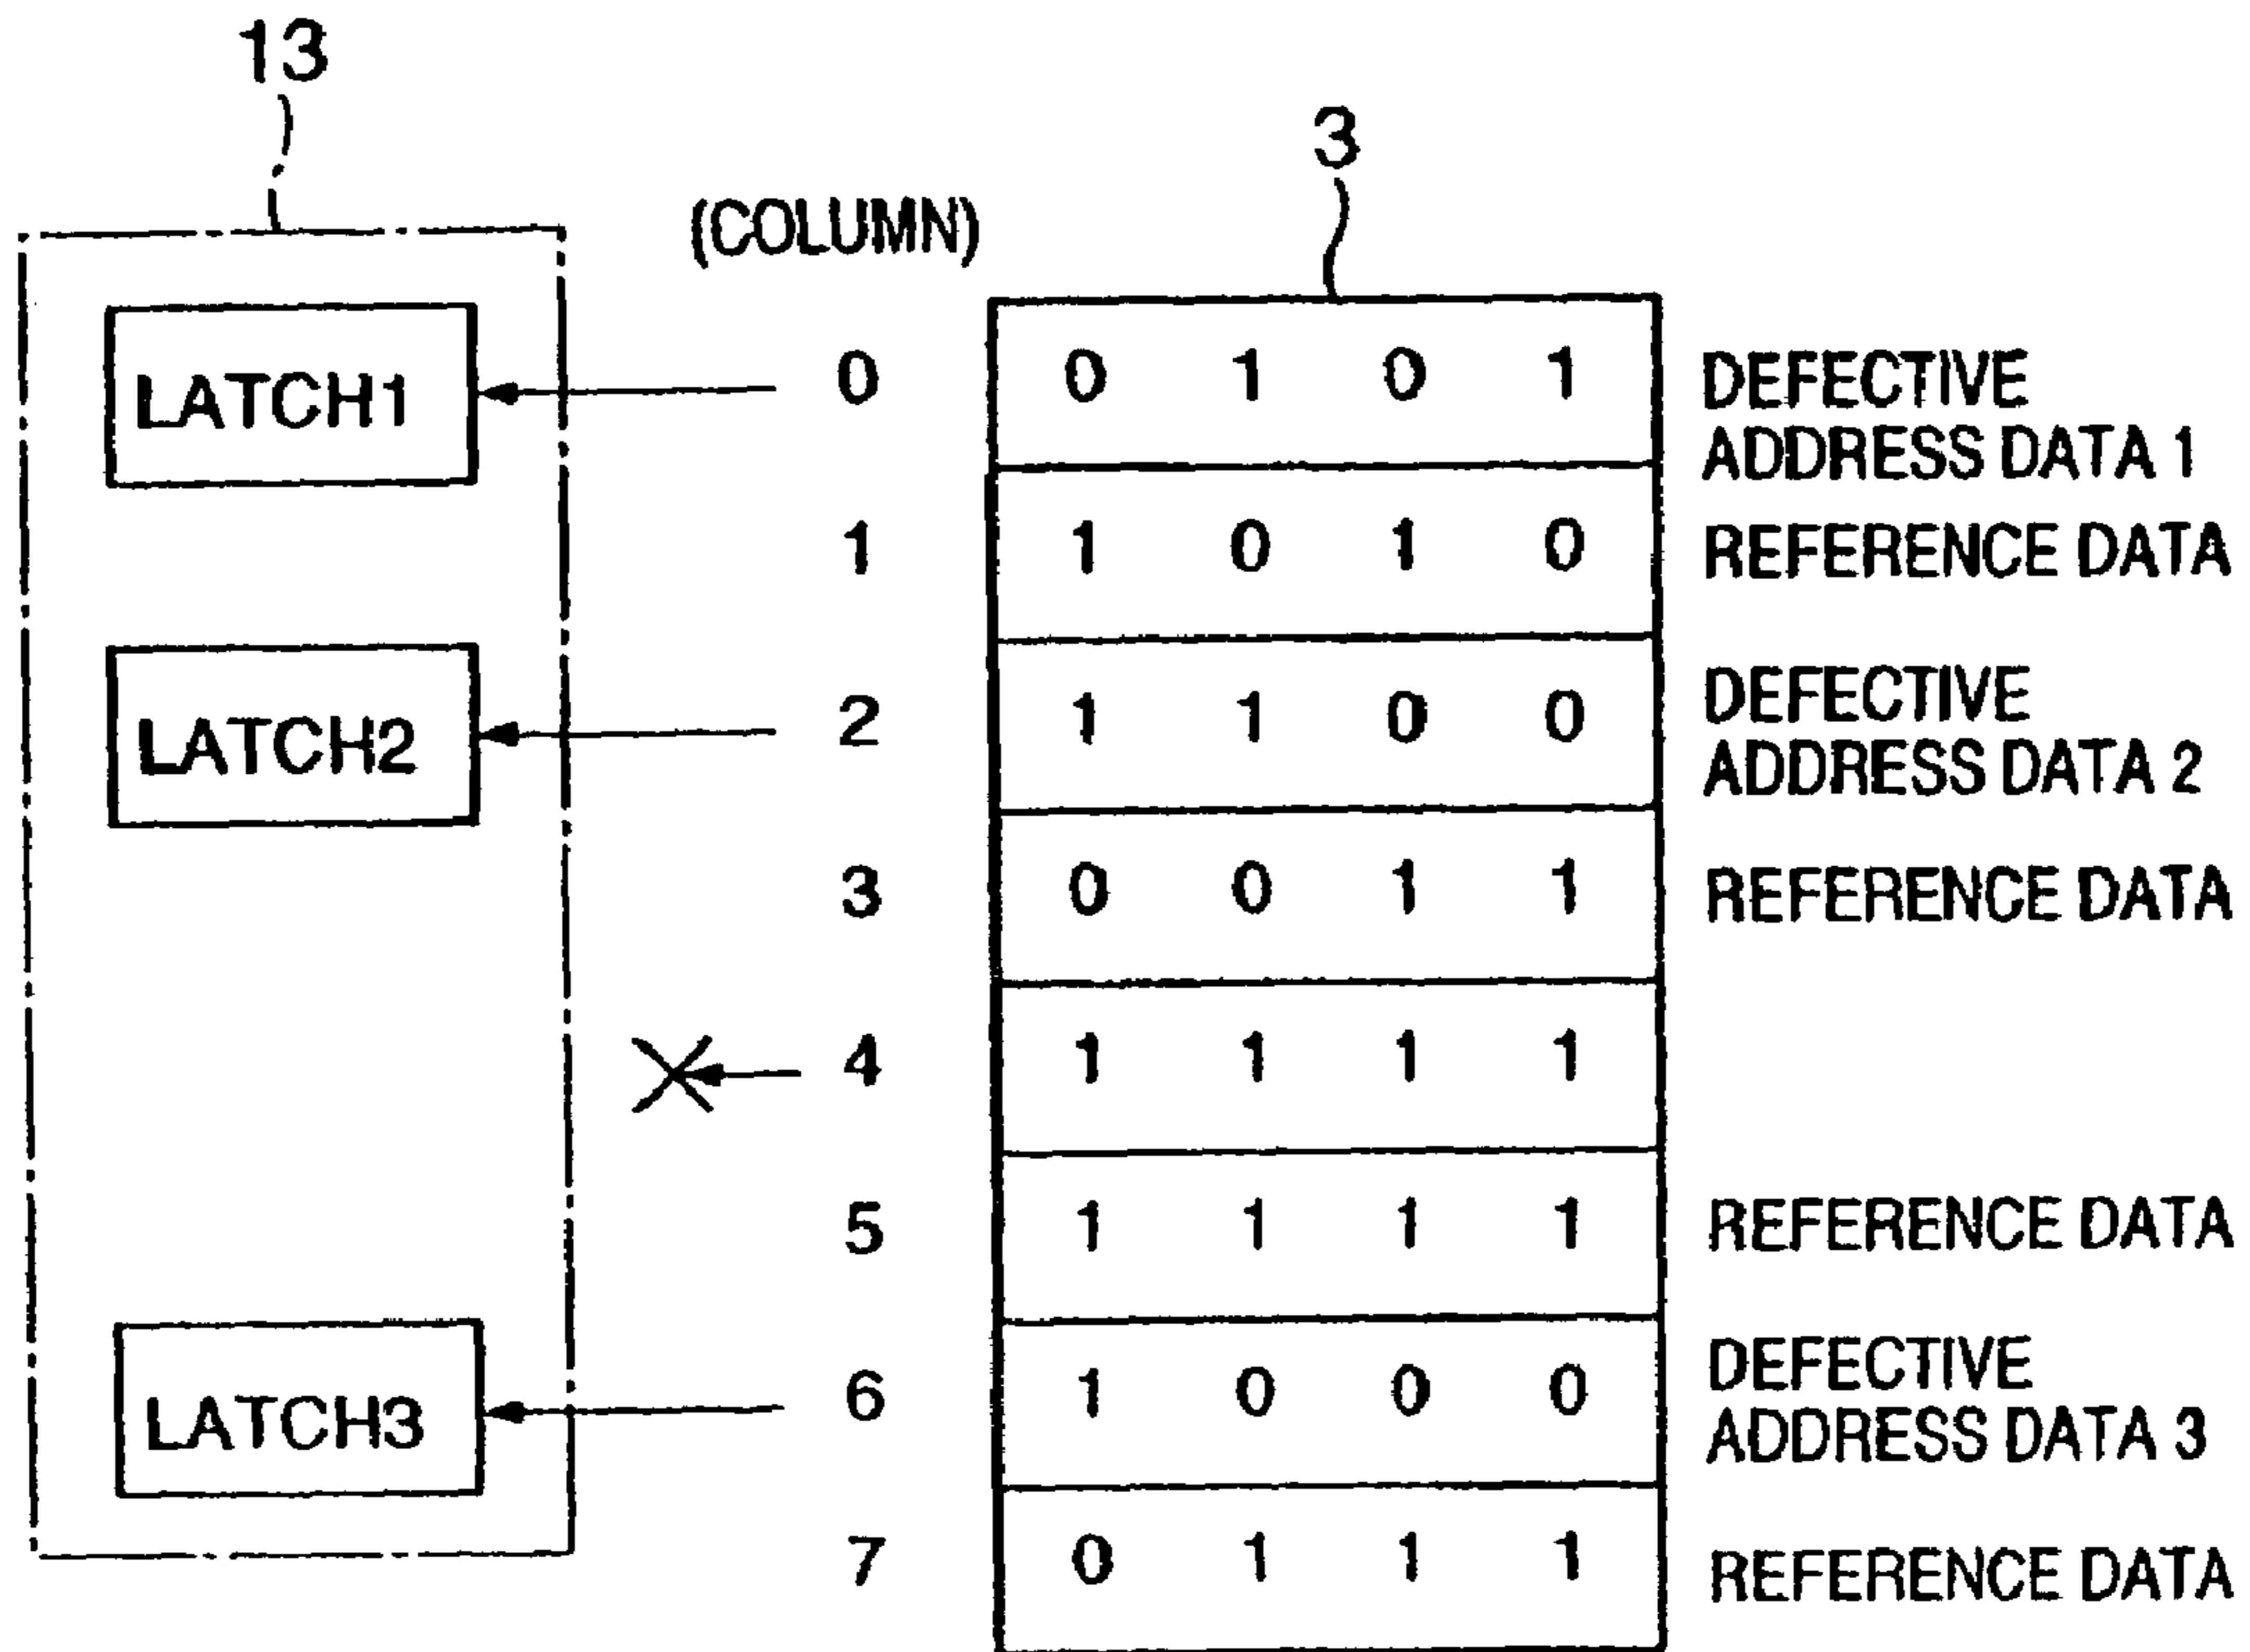 13
3
(COLUMN)
LATCH1
0 0 1 0 1 DEFECTIVE
ADDRESS DATA 1
1 1 0 1 0 REFERENCE DATA
LATCH2
2 1 1 0 0 DEFECTIVE
ADDRESS DATA 2
3 0 0 1 1 REFERENCE DATA
4 1 1 1 1
5 1 1 1 1 REFERENCE DATA
LATCH3
6 1 0 0 0 DEFECTIVE
ADDRESS DATA 3
7 0 1 1 1 REFERENCE DATA